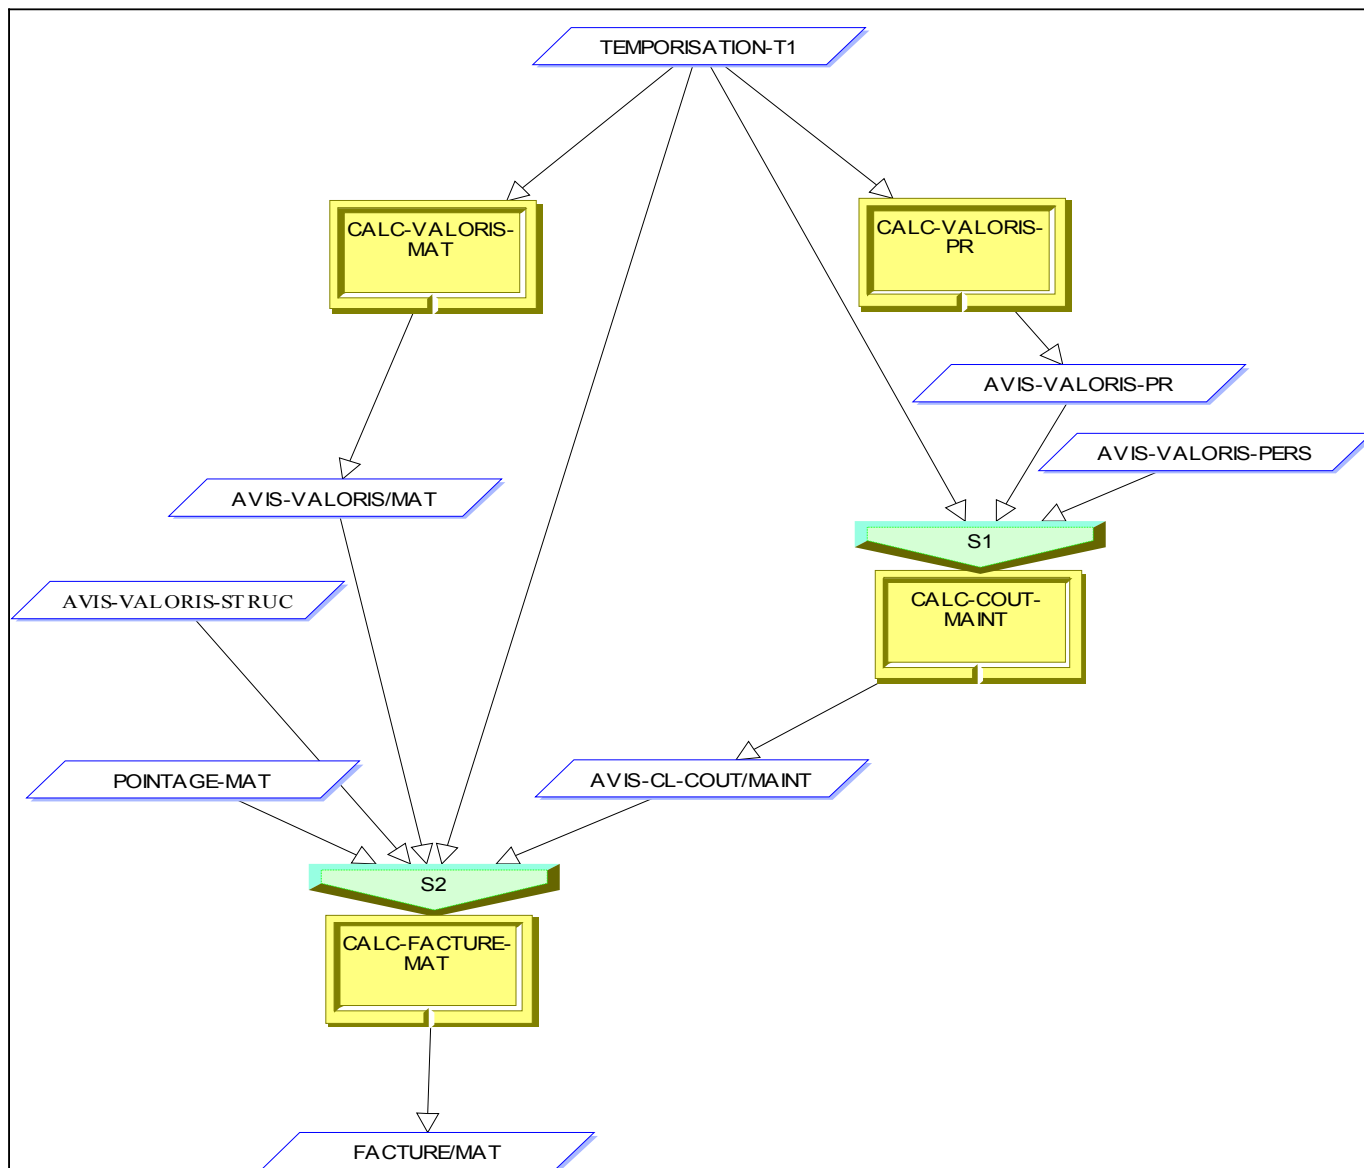 TEMPORISATION-T1
CALC-VALORIS-
MAT
CALC-VALORIS-
PR
AVIS-VALORIS-PR
AVIS-VALORIS-PERS
AVIS-VALORIS/MAT
S1
AVIS-VALORIS-STRUC
CALC-COUT-
MAINT
POINTAGE-MAT
AVIS-CL-COUT/MAINT
S2
CALC-FACTURE-
MAT
FACTURE/MAT